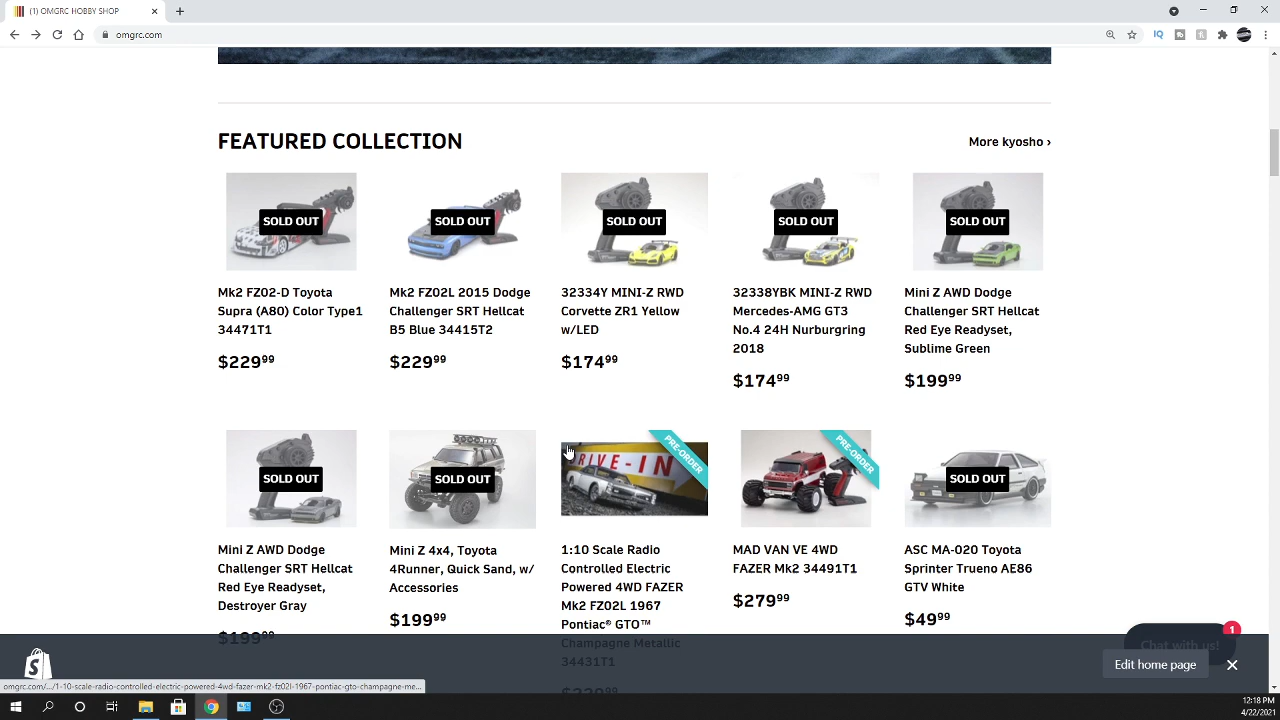 (1) OMGRC HOBBY SHOP
omgrc.com
IQ
FEATURED COLLECTION
More kyosho ›
SOLD OUT
SOLD OUT
SOLD OUT
SOLD OUT
SOLD OUT
Mk2 FZ02-D Toyota
Supra (A80) Color Type1
34471T1
$229.99
Mk2 FZ02L 2015 Dodge
Challenger SRT Hellcat
B5 Blue 34415T2
$229.99
32334Y MINI-Z RWD
Corvette ZR1 Yellow
w/LED
$174.99
32338YBK MINI-Z RWD
Mercedes-AMG GT3
No.4 24H Nurburgring
2018
$174.99
Mini Z AWD Dodge
Challenger SRT Hellcat
Red Eye Readyset,
Sublime Green
$199.99
SOLD OUT
SOLD OUT
DRIVE-IN
PRE-ORDER
PRE-ORDER
SOLD OUT
Mini Z AWD Dodge
Challenger SRT Hellcat
Red Eye Readyset,
Destroyer Gray
$199.99
Mini Z 4x4, Toyota
4Runner, Quick Sand, w/
Accessories
$199.99
1:10 Scale Radio
Controlled Electric
Powered 4WD FAZER
Mk2 FZ02L 1967
Pontiac® GTO™
Champagne Metallic
34431T1
MAD VAN VE 4WD
FAZER Mk2 34491T1
$279.99
ASC MA-020 Toyota
Sprinter Trueno AE86
GTV White
$49.99
1
Chat with us!
Edit home page
omgrc.com/.../1-10-scale-radio-controlled-electric-powered-4wd-fazer-mk2-fz02l-1967-pontiac-gto-champagne-me...
12:18 PM
4/22/2021